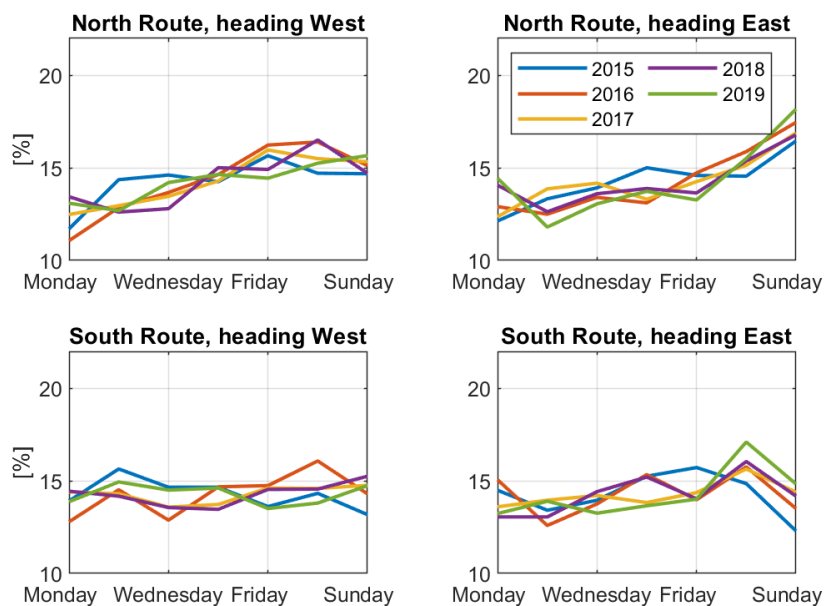 North Route, heading West
North Route, heading East
20
15
10
[%]
Monday Wednesday Friday Sunday
20
15
10
2015 2018
2016 2019
2017
Monday Wednesday Friday Sunday
South Route, heading West
South Route, heading East
20
15
10
[%]
Monday Wednesday Friday Sunday
20
15
10
Monday Wednesday Friday Sunday